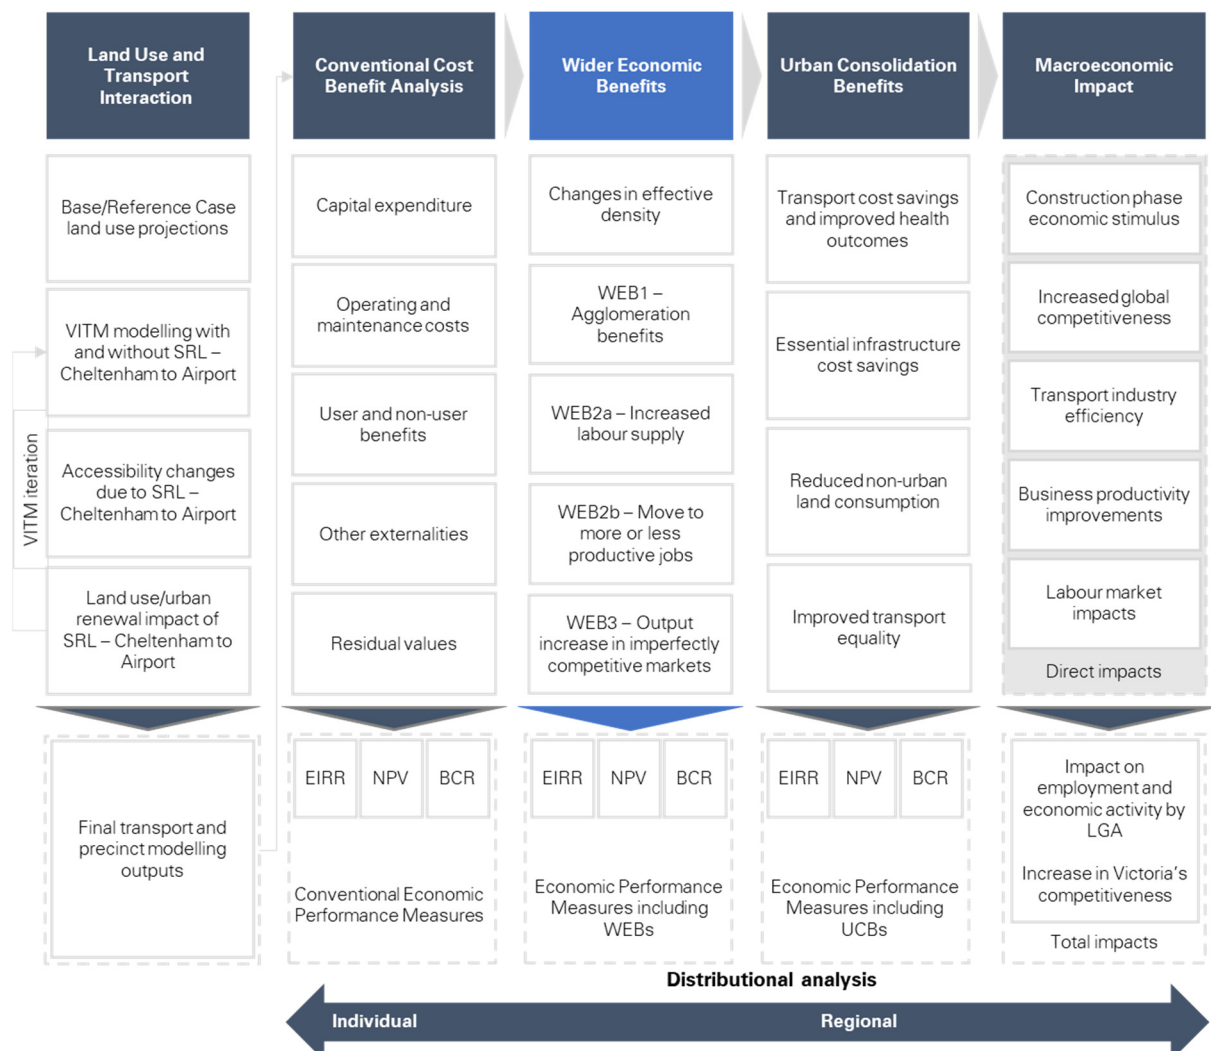 Land Use and
Transport
Interaction
Base/Reference Case
land use projections
VITM modelling with
and without SRL –
Cheltenham to Airport
VITM iteration
Accessibility changes
due to SRL –
Cheltenham to Airport
Land use/urban
renewal impact of
SRL – Cheltenham to
Airport
Final transport and
precinct modelling
outputs
Conventional Cost
Benefit Analysis
Capital expenditure
Operating and
maintenance costs
User and non-user
benefits
Other externalities
Residual values
EIRR NPV BCR
Conventional Economic
Performance Measures
Wider Economic
Benefits
Changes in effective
density
WEB1 –
Agglomeration
benefits
WEB2a – Increased
labour supply
WEB2b – Move to
more or less
productive jobs
WEB3 – Output
increase in imperfectly
competitive markets
EIRR NPV BCR
Economic Performance
Measures including
WEBs
Urban Consolidation
Benefits
Transport cost savings
and improved health
outcomes
Essential infrastructure
cost savings
Reduced non-urban
land consumption
Improved transport
equality
EIRR NPV BCR
Economic Performance
Measures including
UCBs
Macroeconomic
Impact
Construction phase
economic stimulus
Increased global
competitiveness
Transport industry
efficiency
Business productivity
improvements
Labour market
impacts
Direct impacts
Impact on
employment and
economic activity by
LGA
Increase in Victoria's
competitiveness
Total impacts
Distributional analysis
Individual Regional